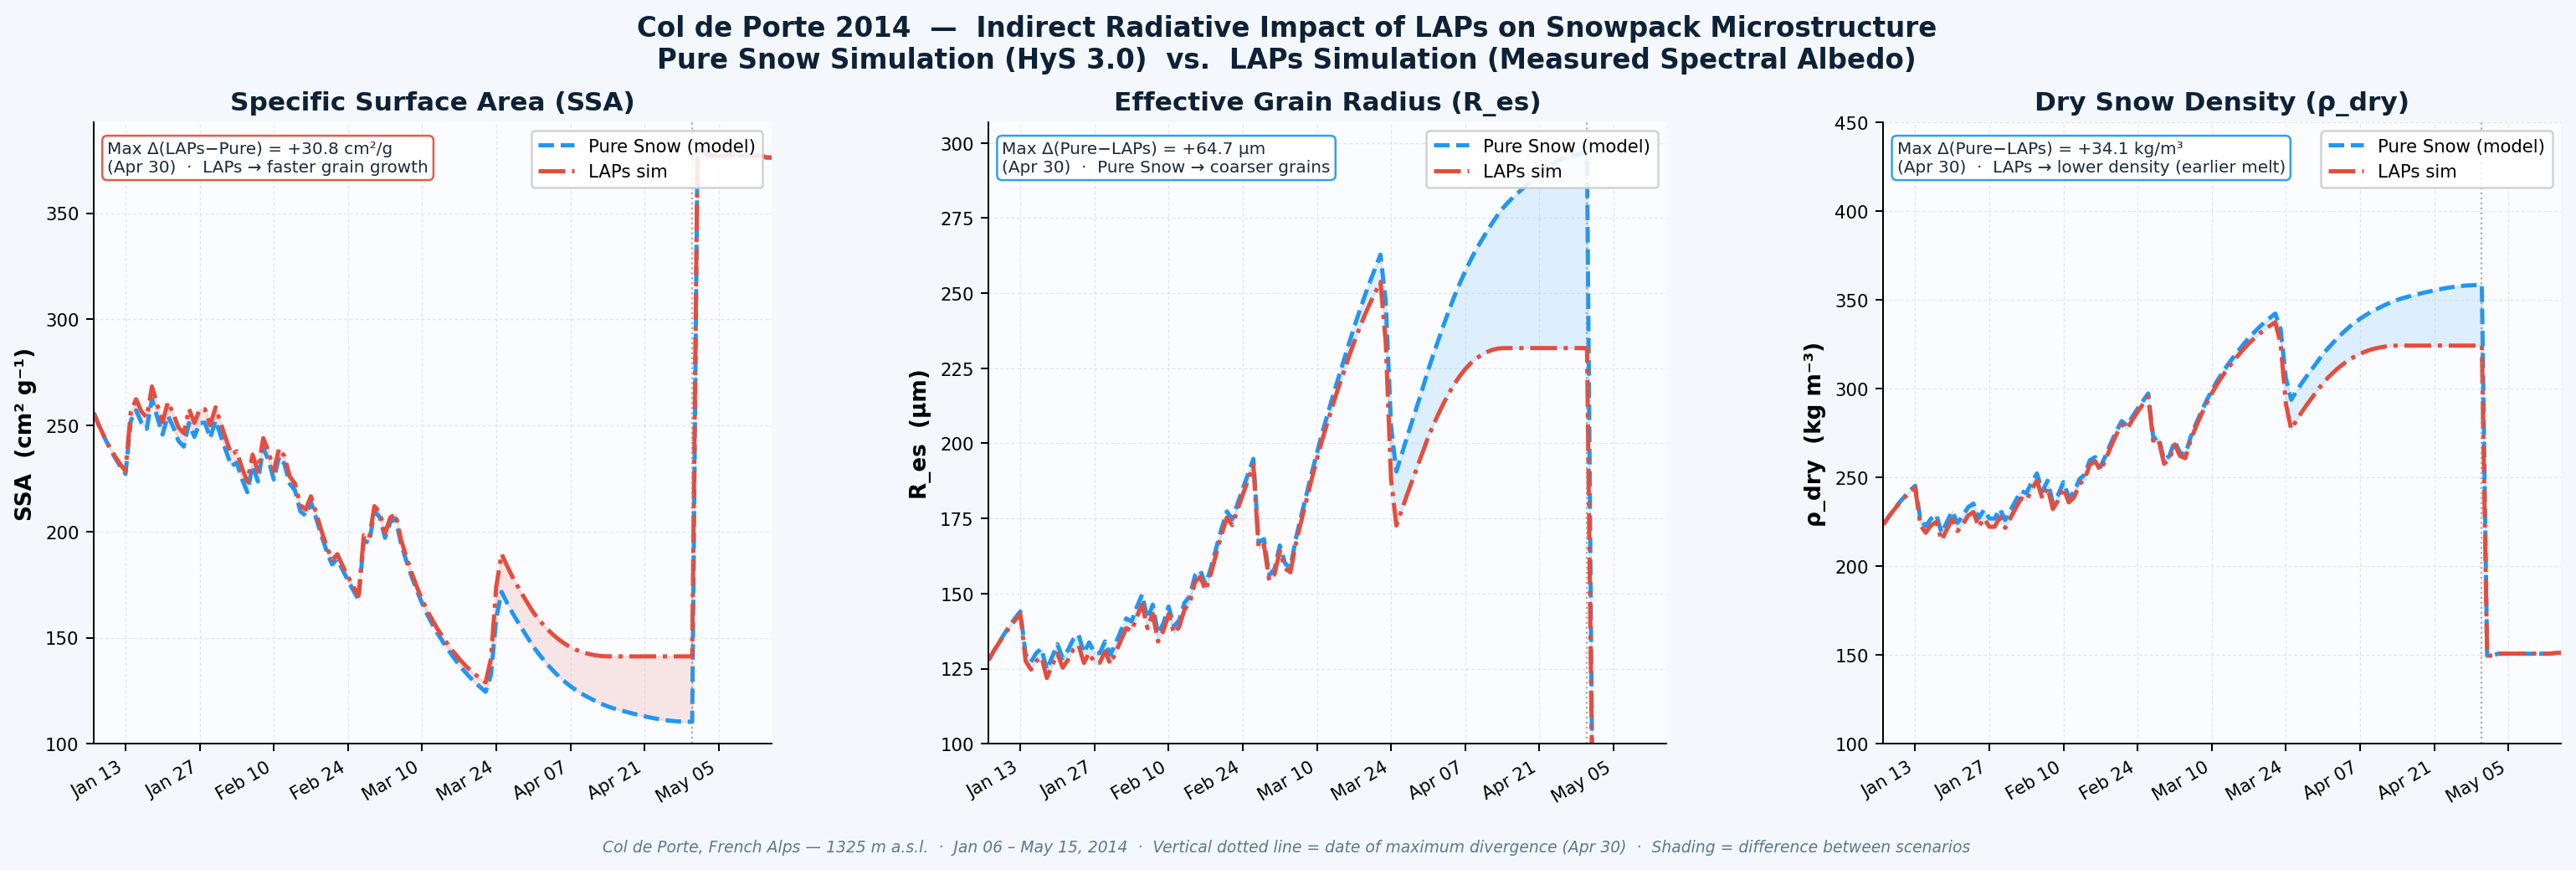 Col de Porte 2014 — Indirect Radiative Impact of LAPs on Snowpack Microstructure
Pure Snow Simulation (HyS 3.0) vs. LAPs Simulation (Measured Spectral Albedo)
Specific Surface Area (SSA)
Max Δ(LAPs−Pure) = +30.8 cm²/g
(Apr 30) · LAPs → faster grain growth
Pure Snow (model)
LAPs sim
SSA (cm² g⁻¹)
350
300
250
200
150
100
Jan 13
Jan 27
Feb 10
Feb 24
Mar 10
Mar 24
Apr 07
Apr 21
May 05
Effective Grain Radius (R_es)
Max Δ(Pure−LAPs) = +64.7 μm
(Apr 30) · Pure Snow → coarser grains
Pure Snow (model)
LAPs sim
R_es (μm)
300
275
250
225
200
175
150
125
100
Jan 13
Jan 27
Feb 10
Feb 24
Mar 10
Mar 24
Apr 07
Apr 21
May 05
Dry Snow Density (ρ_dry)
Max Δ(Pure−LAPs) = +34.1 kg/m³
(Apr 30) · LAPs → lower density (earlier melt)
Pure Snow (model)
LAPs sim
ρ_dry (kg m⁻³)
450
400
350
300
250
200
150
100
Jan 13
Jan 27
Feb 10
Feb 24
Mar 10
Mar 24
Apr 07
Apr 21
May 05
Col de Porte, French Alps — 1325 m a.s.l. · Jan 06 – May 15, 2014 · Vertical dotted line = date of maximum divergence (Apr 30) · Shading = difference between scenarios